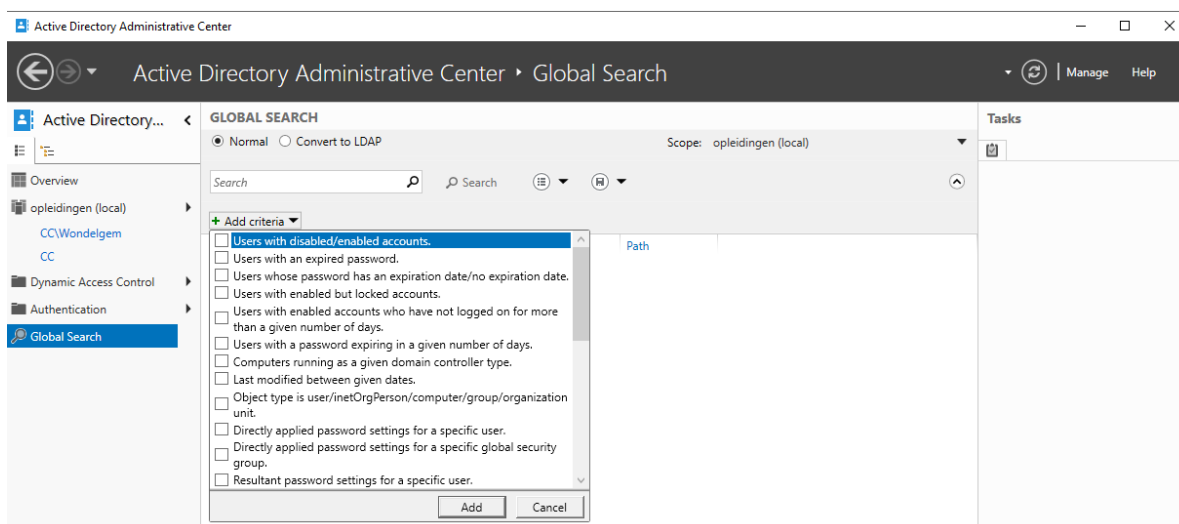 Active Directory Administrative Center
Active Directory Administrative Center • Global Search
Manage Help
Active Directory...
Overview
opleidingen (local)
CC\Wondelgem
CC
Dynamic Access Control
Authentication
Global Search
GLOBAL SEARCH
Normal Convert to LDAP
Scope: opleidingen (local)
Search Search
+ Add criteria
Path
Users with disabled/enabled accounts.
Users with an expired password.
Users whose password has an expiration date/no expiration date.
Users with enabled but locked accounts.
Users with enabled accounts who have not logged on for more
than a given number of days.
Users with a password expiring in a given number of days.
Computers running as a given domain controller type.
Last modified between given dates.
Object type is user/inetOrgPerson/computer/group/organization
unit.
Directly applied password settings for a specific user.
Directly applied password settings for a specific global security
group.
Resultant password settings for a specific user.
Add Cancel
Tasks